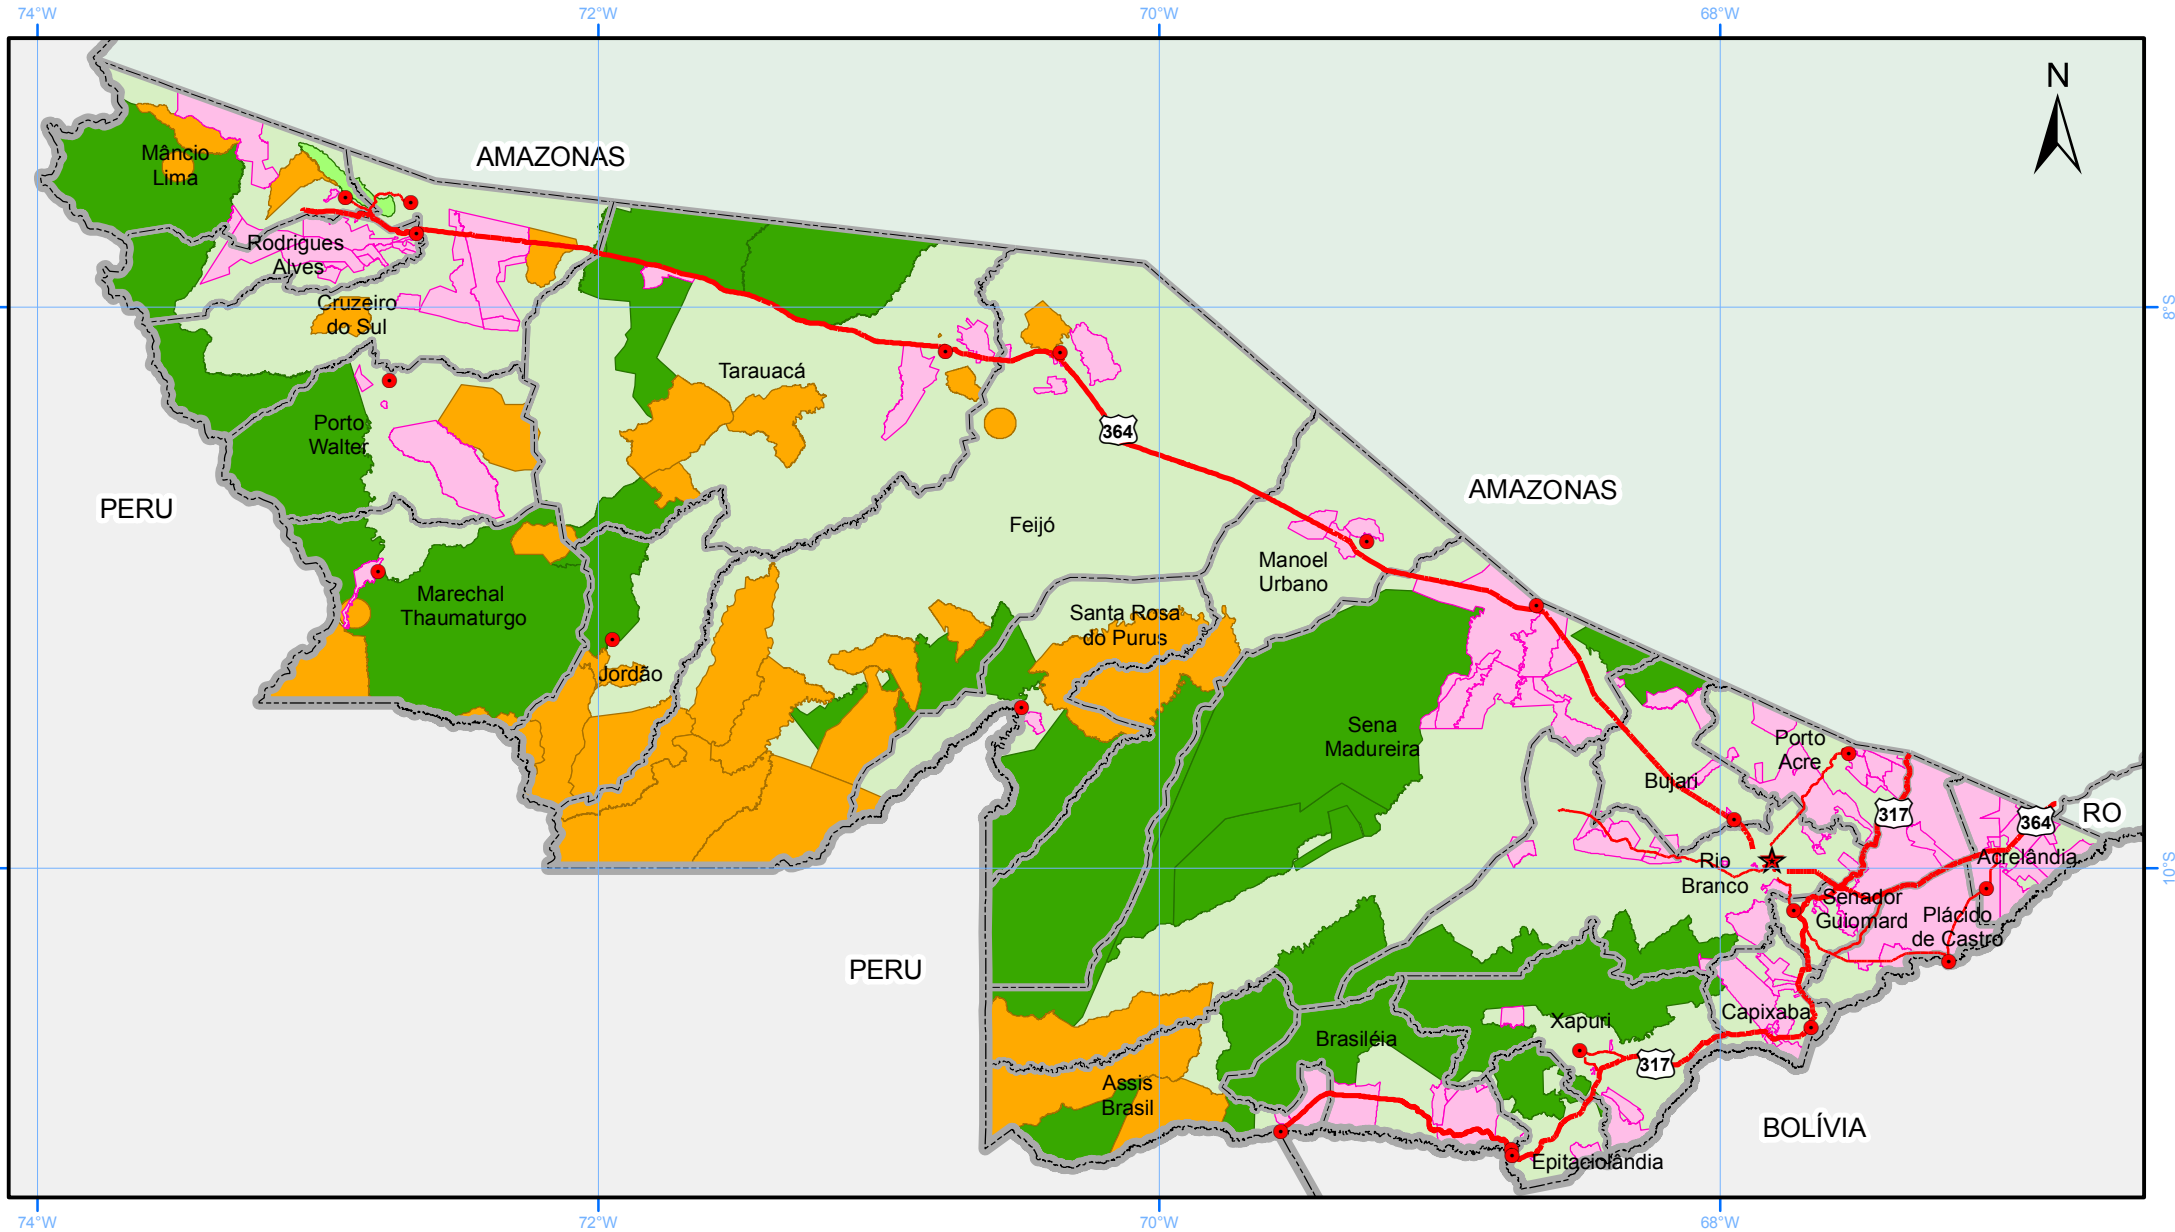 74°W
72°W
70°W
68°W
N
AMAZONAS
Mâncio
Lima
Rodrigues
Alves
Cruzeiro
do Sul
8°S
Tarauacá
Porto
Walter
364
AMAZONAS
PERU
Feijó
Manoel
Urbano
Marechal
Thaumaturgo
Santa Rosa
do Purus
Jordão
Sena
Madureira
Porto
Acre
Bujari
317
364
RO
Rio
Branco
Acrelândia
10°S
Senador
Guiomard
Plácido
de Castro
PERU
Capixaba
Xapuri
Brasiléia
317
Assis
Brasil
BOLÍVIA
Epitaciolândia
74°W
72°W
70°W
68°W